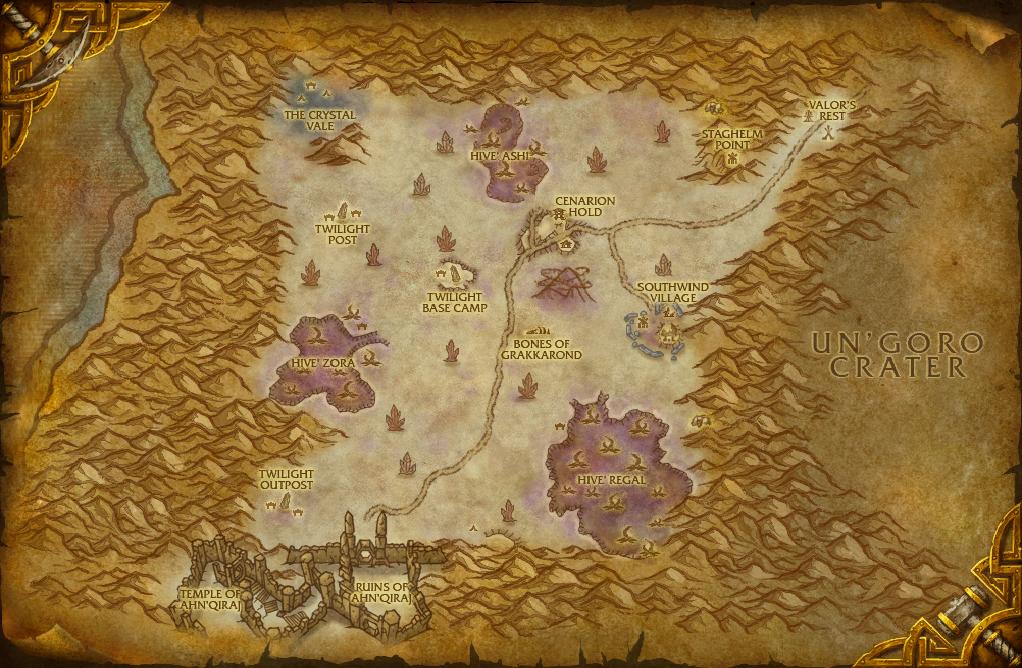 VALOR'S
REST
THE CRYSTAL
VALE
STAGHELM
POINT
HIVE' ASHI
CENARION
HOLD
TWILIGHT
POST
SOUTHWIND
VILLAGE
TWILIGHT
BASE CAMP
BONES OF
GRAKKAROND
UN'GORO
CRATER
HIVE' ZORA
TWILIGHT
OUTPOST
HIVE' REGAL
TEMPLE OF
AHN'QIRAJ
RUINS OF
AHN'QIRAJ